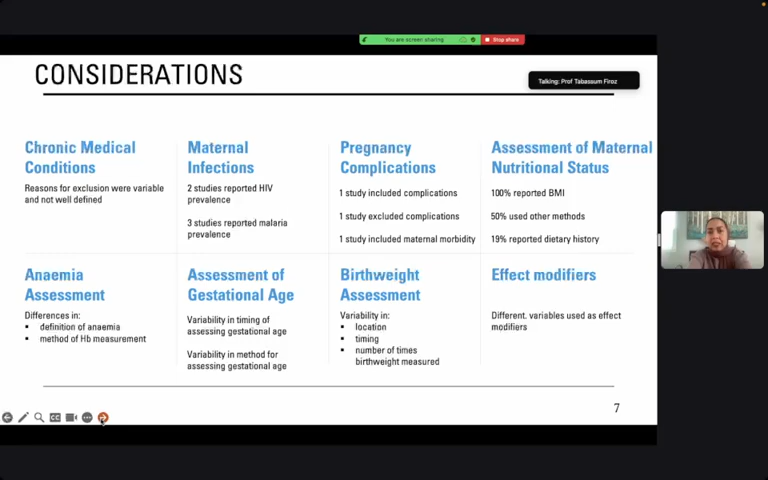 You are screen sharing
Stop share
CONSIDERATIONS
Talking: Prof Tabassum Firoz
Chronic Medical
Conditions
Reasons for exclusion were variable
and not well defined
Maternal
Infections
2 studies reported HIV
prevalence
3 studies reported malaria
prevalence
Pregnancy
Complications
1 study included complications
1 study excluded complications
1 study included maternal morbidity
Assessment of Maternal
Nutritional Status
100% reported BMI
50% used other methods
19% reported dietary history
Anaemia
Assessment
Differences in:
▪ definition of anaemia
▪ method of Hb measurement
Assessment of
Gestational Age
Variability in timing of
assessing gestational age
Variability in method for
assessing gestational age
Birthweight
Assessment
Variability in:
▪ location
▪ timing
▪ number of times
birthweight measured
Effect modifiers
Different. variables used as effect
modifiers
7
CC